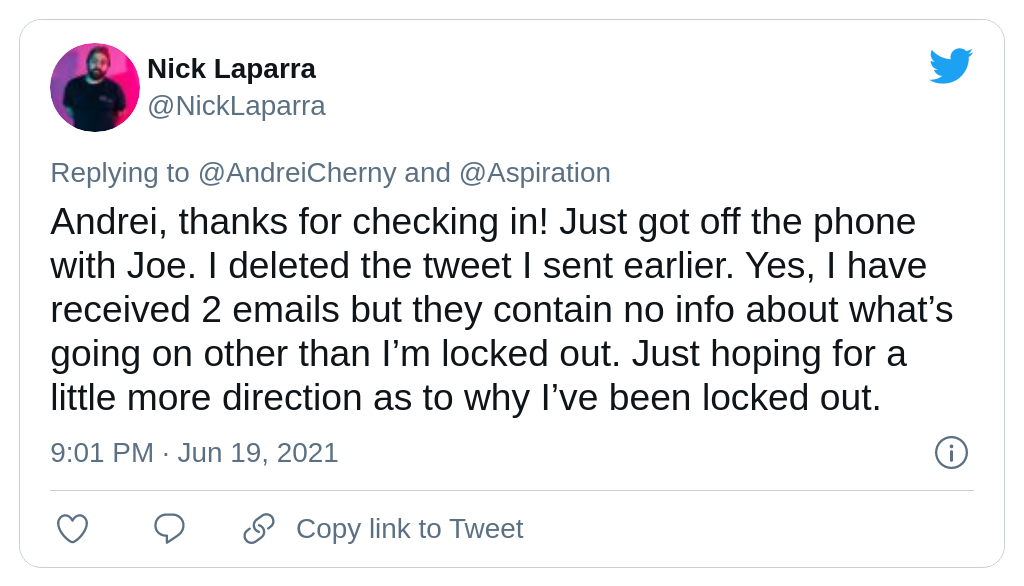 Nick Laparra
@NickLaparra
Replying to @AndreiCherny and @Aspiration
Andrei, thanks for checking in! Just got off the phone
with Joe. I deleted the tweet I sent earlier. Yes, I have
received 2 emails but they contain no info about what’s
going on other than I’m locked out. Just hoping for a
little more direction as to why I’ve been locked out.
9:01 PM · Jun 19, 2021
Copy link to Tweet